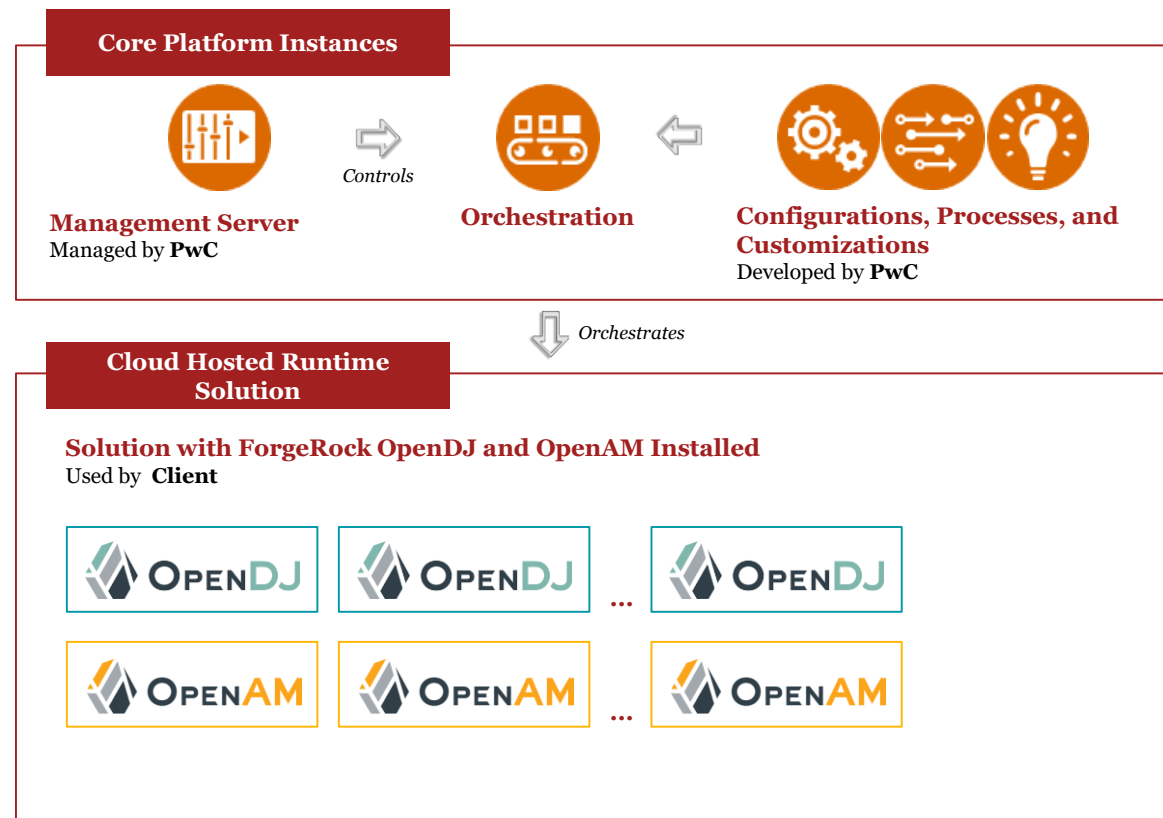 Core Platform Instances
Controls
Management Server
Managed by PwC
Orchestration
Configurations, Processes, and
Customizations
Developed by PwC
Orchestrates
Cloud Hosted Runtime
Solution
Solution with ForgeRock OpenDJ and OpenAM Installed
Used by Client
OPENDJ OPENDJ ... OPENDJ
OPENAM OPENAM ... OPENAM